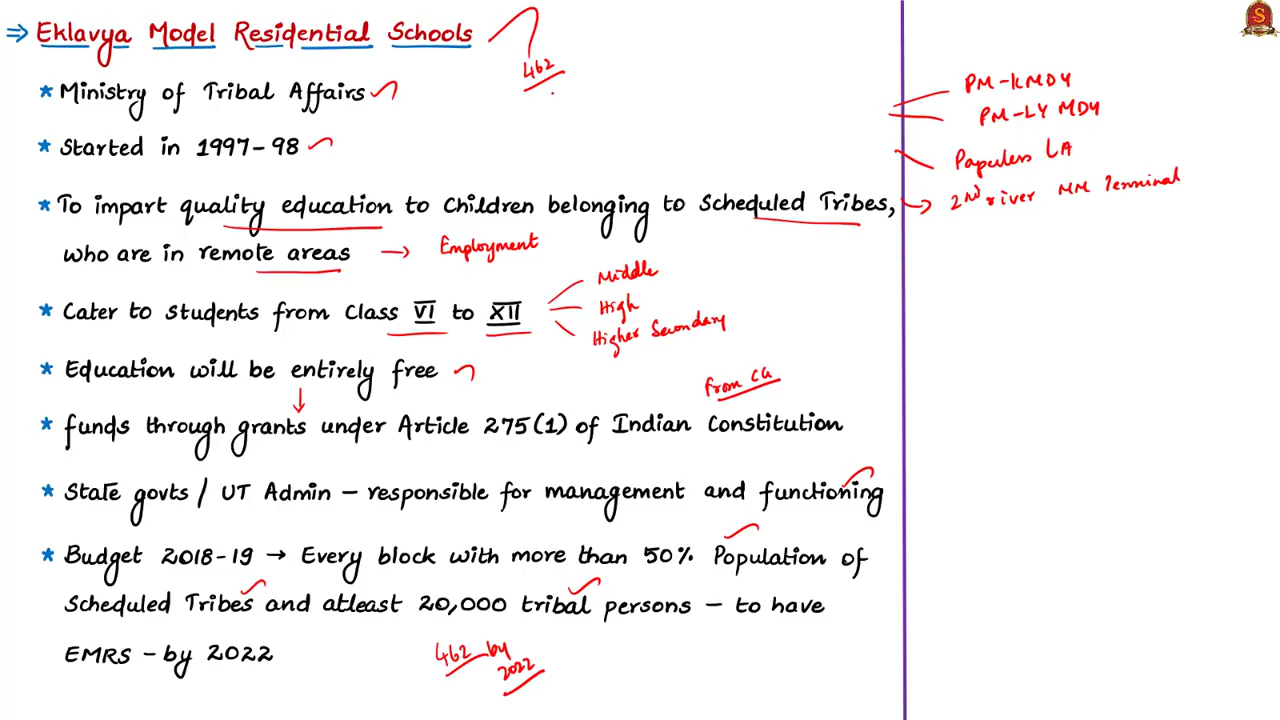 ⇒ Eklavya Model Residential Schools
462
* Ministry of Tribal Affairs
* Started in 1997-98
* To impart quality education to children belonging to Scheduled Tribes,
who are in remote areas → Employment
* Cater to students from Class VI to XII
Middle
High
Higher Secondary
* Education will be entirely free
from CG
* funds through grants under Article 275(1) of Indian Constitution
* State govts / UT Admin – responsible for management and functioning
* Budget 2018-19 → Every block with more than 50% Population of
Scheduled Tribes and atleast 20,000 tribal persons – to have
EMRS – by 2022
462 by
2022
PM-KMDY
PM-LYMDY
Paperless LA
→ 2ND river MM Terminal
S